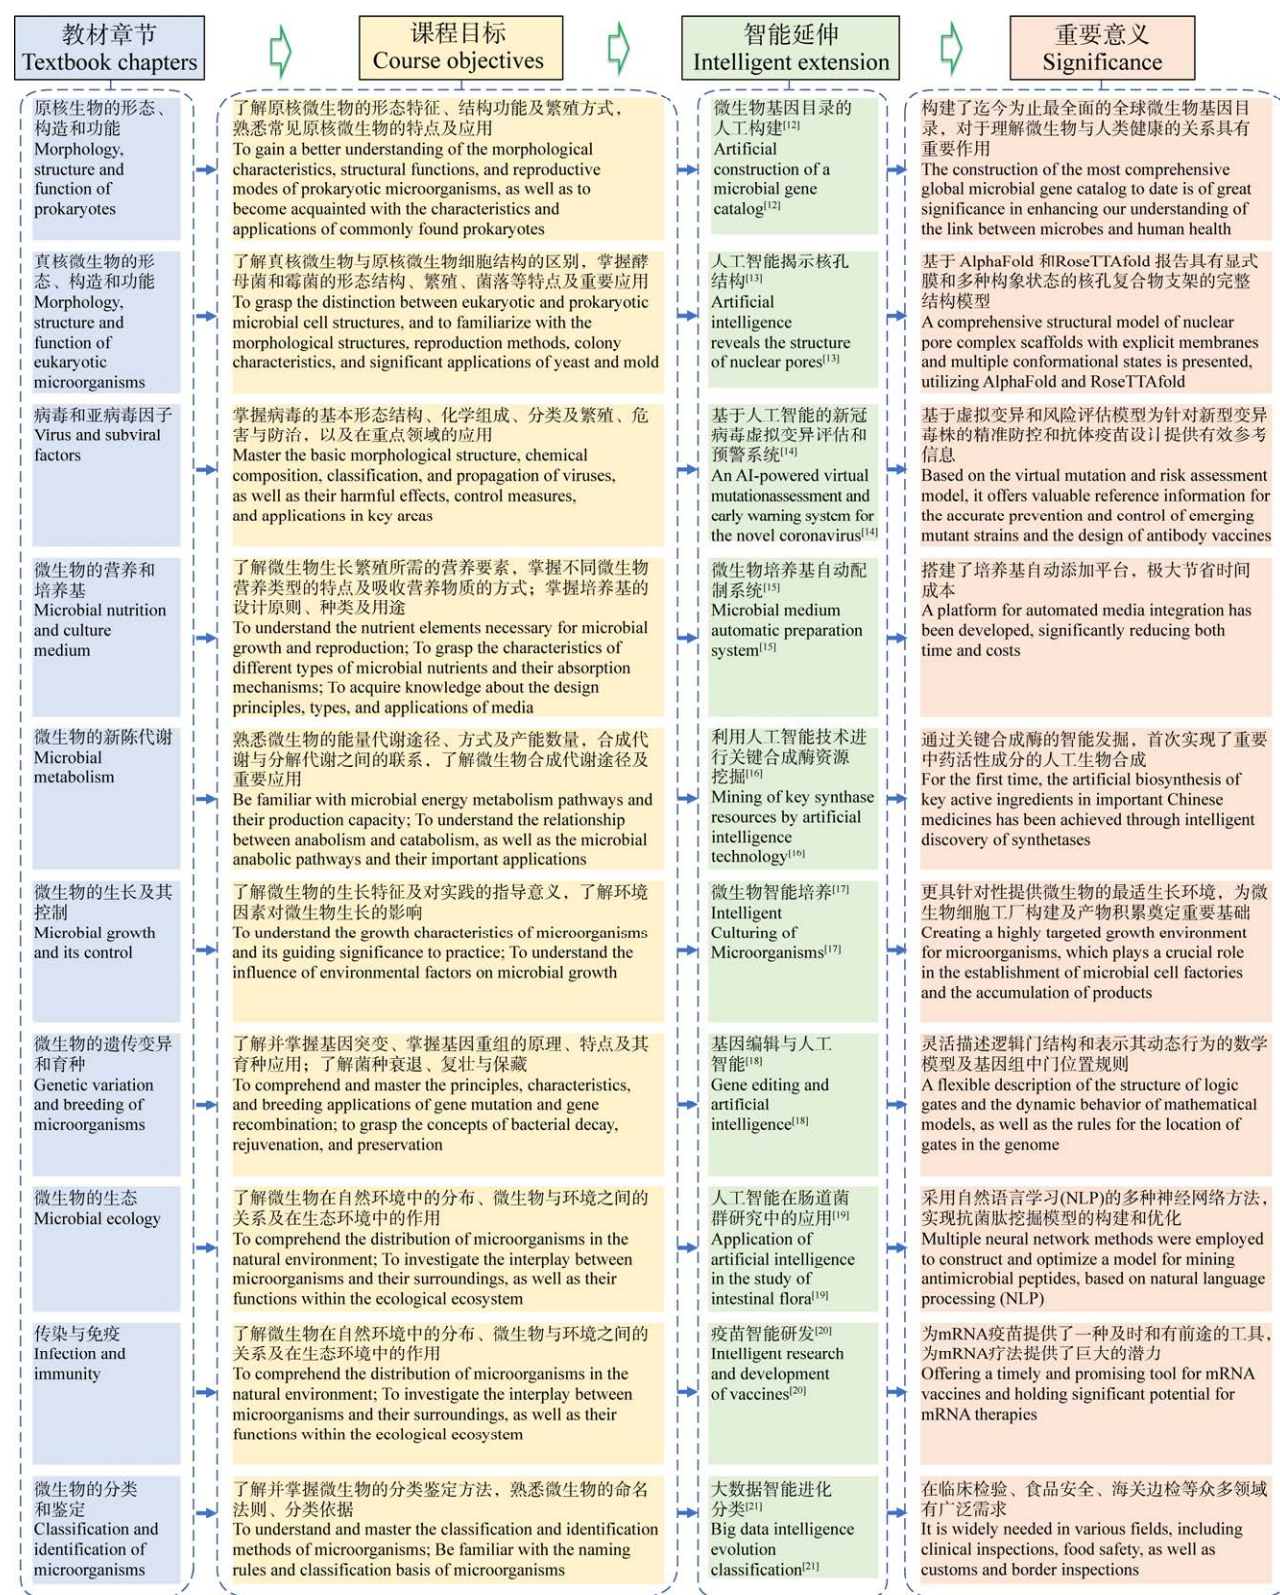 教材章节
Textbook chapters
课程目标
Course objectives
智能延伸
Intelligent extension
重要意义
Significance
原核生物的形态、
构造和功能
Morphology,
structure and
function of
prokaryotes
了解原核微生物的形态特征、结构功能及繁殖方式，
熟悉常见原核微生物的特点及应用
To gain a better understanding of the morphological
characteristics, structural functions, and reproductive
modes of prokaryotic microorganisms, as well as to
become acquainted with the characteristics and
applications of commonly found prokaryotes
微生物基因目录的
人工构建[12]
Artificial
construction of a
microbial gene
catalog[12]
构建了迄今为止最全面的全球微生物基因目
录，对于理解微生物与人类健康的关系具有
重要作用
The construction of the most comprehensive
global microbial gene catalog to date is of great
significance in enhancing our understanding of
the link between microbes and human health
真核微生物的形
态、构造和功能
Morphology,
structure and
function of
eukaryotic
microorganisms
了解真核微生物与原核微生物细胞结构的区别，掌握酵
母菌和霉菌的形态结构、繁殖、菌落等特点及重要应用
To grasp the distinction between eukaryotic and prokaryotic
microbial cell structures, and to familiarize with the
morphological structures, reproduction methods, colony
characteristics, and significant applications of yeast and mold
人工智能揭示核孔
结构[13]
Artificial
intelligence
reveals the structure
of nuclear pores[13]
基于 AlphaFold 和RoseTTAfold 报告具有显式
膜和多种构象状态的核孔复合物支架的完整
结构模型
A comprehensive structural model of nuclear
pore complex scaffolds with explicit membranes
and multiple conformational states is presented,
utilizing AlphaFold and RoseTTAfold
病毒和亚病毒因子
Virus and subviral
factors
掌握病毒的基本形态结构、化学组成、分类及繁殖、危
害与防治，以及在重点领域的应用
Master the basic morphological structure, chemical
composition, classification, and propagation of viruses,
as well as their harmful effects, control measures,
and applications in key areas
基于人工智能的新冠
病毒虚拟变异评估和
预警系统[14]
An AI-powered virtual
mutationassessment and
early warning system for
the novel coronavirus[14]
基于虚拟变异和风险评估模型为针对新型变异
毒株的精准防控和抗体疫苗设计提供有效参考
信息
Based on the virtual mutation and risk assessment
model, it offers valuable reference information for
the accurate prevention and control of emerging
mutant strains and the design of antibody vaccines
微生物的营养和
培养基
Microbial nutrition
and culture
medium
了解微生物生长繁殖所需的营养要素，掌握不同微生物
营养类型的特点及吸收营养物质的方式；掌握培养基的
设计原则、种类及用途
To understand the nutrient elements necessary for microbial
growth and reproduction; To grasp the characteristics of
different types of microbial nutrients and their absorption
mechanisms; To acquire knowledge about the design
principles, types, and applications of media
微生物培养基自动配
制系统[15]
Microbial medium
automatic preparation
system[15]
搭建了培养基自动添加平台，极大节省时间
成本
A platform for automated media integration has
been developed, significantly reducing both
time and costs
微生物的新陈代谢
Microbial
metabolism
熟悉微生物的能量代谢途径、方式及产能数量，合成代
谢与分解代谢之间的联系，了解微生物合成代谢途径及
重要应用
Be familiar with microbial energy metabolism pathways and
their production capacity; To understand the relationship
between anabolism and catabolism, as well as the microbial
anabolic pathways and their important applications
利用人工智能技术进
行关键合成酶资源
挖掘[16]
Mining of key synthase
resources by artificial
intelligence
technology[16]
通过关键合成酶的智能发掘，首次实现了重要
中药活性成分的人工生物合成
For the first time, the artificial biosynthesis of
key active ingredients in important Chinese
medicines has been achieved through intelligent
discovery of synthetases
微生物的生长及其
控制
Microbial growth
and its control
了解微生物的生长特征及对实践的指导意义，了解环境
因素对微生物生长的影响
To understand the growth characteristics of microorganisms
and its guiding significance to practice; To understand the
influence of environmental factors on microbial growth
微生物智能培养[17]
Intelligent
Culturing of
Microorganisms[17]
更具针对性提供微生物的最适生长环境，为微
生物细胞工厂构建及产物积累奠定重要基础
Creating a highly targeted growth environment
for microorganisms, which plays a crucial role
in the establishment of microbial cell factories
and the accumulation of products
微生物的遗传变异
和育种
Genetic variation
and breeding of
microorganisms
了解并掌握基因突变、掌握基因重组的原理、特点及其
育种应用；了解菌种衰退、复壮与保藏
To comprehend and master the principles, characteristics,
and breeding applications of gene mutation and gene
recombination; to grasp the concepts of bacterial decay,
rejuvenation, and preservation
基因编辑与人工
智能[18]
Gene editing and
artificial
intelligence[18]
灵活描述逻辑门结构和表示其动态行为的数学
模型及基因组中门位置规则
A flexible description of the structure of logic
gates and the dynamic behavior of mathematical
models, as well as the rules for the location of
gates in the genome
微生物的生态
Microbial ecology
了解微生物在自然环境中的分布、微生物与环境之间的
关系及在生态环境中的作用
To comprehend the distribution of microorganisms in the
natural environment; To investigate the interplay between
microorganisms and their surroundings, as well as their
functions within the ecological ecosystem
人工智能在肠道菌
群研究中的应用[19]
Application of
artificial intelligence
in the study of
intestinal flora[19]
采用自然语言学习(NLP)的多种神经网络方法，
实现抗菌肽挖掘模型的构建和优化
Multiple neural network methods were employed
to construct and optimize a model for mining
antimicrobial peptides, based on natural language
processing (NLP)
传染与免疫
Infection and
immunity
了解微生物在自然环境中的分布、微生物与环境之间的
关系及在生态环境中的作用
To comprehend the distribution of microorganisms in the
natural environment; To investigate the interplay between
microorganisms and their surroundings, as well as their
functions within the ecological ecosystem
疫苗智能研发[20]
Intelligent research
and development
of vaccines[20]
为mRNA疫苗提供了一种及时和有前途的工具，
为mRNA疗法提供了巨大的潜力
Offering a timely and promising tool for mRNA
vaccines and holding significant potential for
mRNA therapies
微生物的分类
和鉴定
Classification and
identification of
microorganisms
了解并掌握微生物的分类鉴定方法，熟悉微生物的命名
法则、分类依据
To understand and master the classification and identification
methods of microorganisms; Be familiar with the naming
rules and classification basis of microorganisms
大数据智能进化
分类[21]
Big data intelligence
evolution
classification[21]
在临床检验、食品安全、海关边检等众多领域
有广泛需求
It is widely needed in various fields, including
clinical inspections, food safety, as well as
customs and border inspections